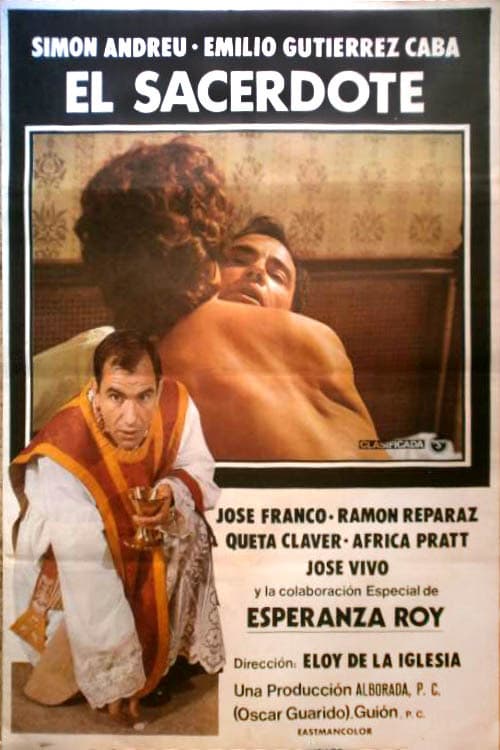 SIMON ANDREU · EMILIO GUTIERREZ CABA
EL SACERDOTE
CLASIFICADA "S"
JOSE FRANCO · RAMON REPARAZ
QUETA CLAVER · AFRICA PRATT
JOSE VIVO
y la colaboración Especial de
ESPERANZA ROY
Dirección: ELOY DE LA IGLESIA
Una Producción ALBORADA, P. C.
(Oscar Guarido). Guión, P. C.
EASTMANCOLOR